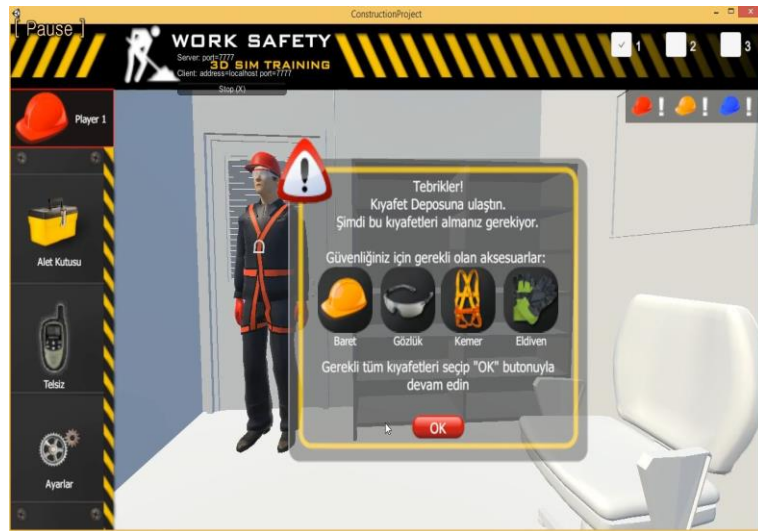 ConstructionProject
[ Pause ]
WORK SAFETY
Server: port=7777
3D SIM TRAINING
Client: address=localhost port=7777
Stop (X)
1
2
3
Player 1
Alet Kutusu
Telsiz
Ayarlar
Tebrikler!
Kıyafet Deposuna ulaştın.
Şimdi bu kıyafetleri almanız gerekiyor.
Güvenliğiniz için gerekli olan aksesuarlar:
Baret Gözlük Kemer Eldiven
Gerekli tüm kıyafetleri seçip "OK" butonuyla
devam edin
OK